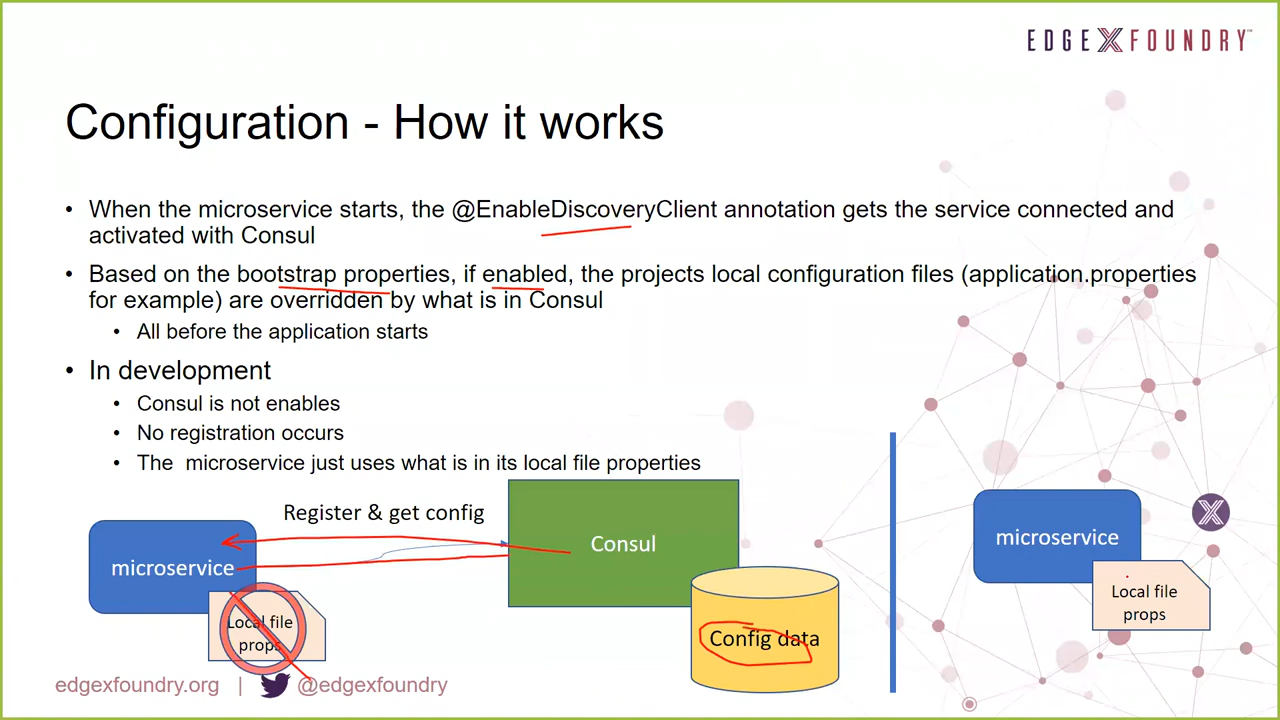 EDGE X FOUNDRY™
Configuration - How it works
• When the microservice starts, the @EnableDiscoveryClient annotation gets the service connected and
activated with Consul
• Based on the bootstrap properties, if enabled, the projects local configuration files (application.properties
for example) are overridden by what is in Consul
• All before the application starts
• In development
• Consul is not enables
• No registration occurs
• The microservice just uses what is in its local file properties
Register & get config
microservice
Local file
props
Consul
Config data
microservice
Local file
props
edgexfoundry.org | @edgexfoundry